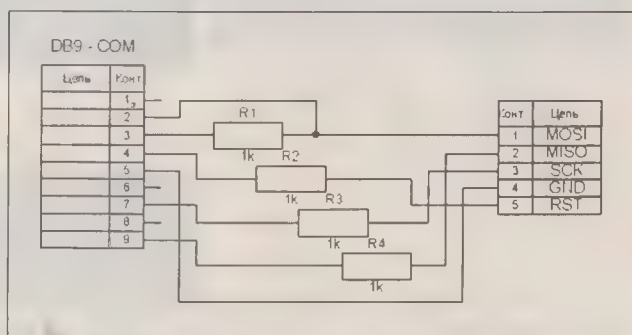 DB9 - COM
Цепь Конт
1
2
3
4
5
6
7
8
9
R1
1k
R2
1k
R3
1k
R4
1k
Конт Цепь
1 MOSI
2 MISO
3 SCK
4 GND
5 RST